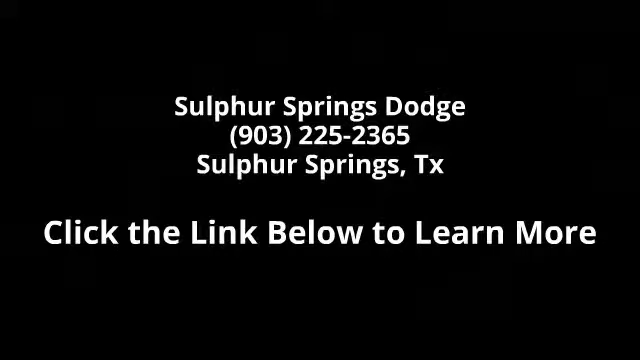 Sulphur Springs Dodge
(903) 225-2365
Sulphur Springs, Tx
Click the Link Below to Learn More